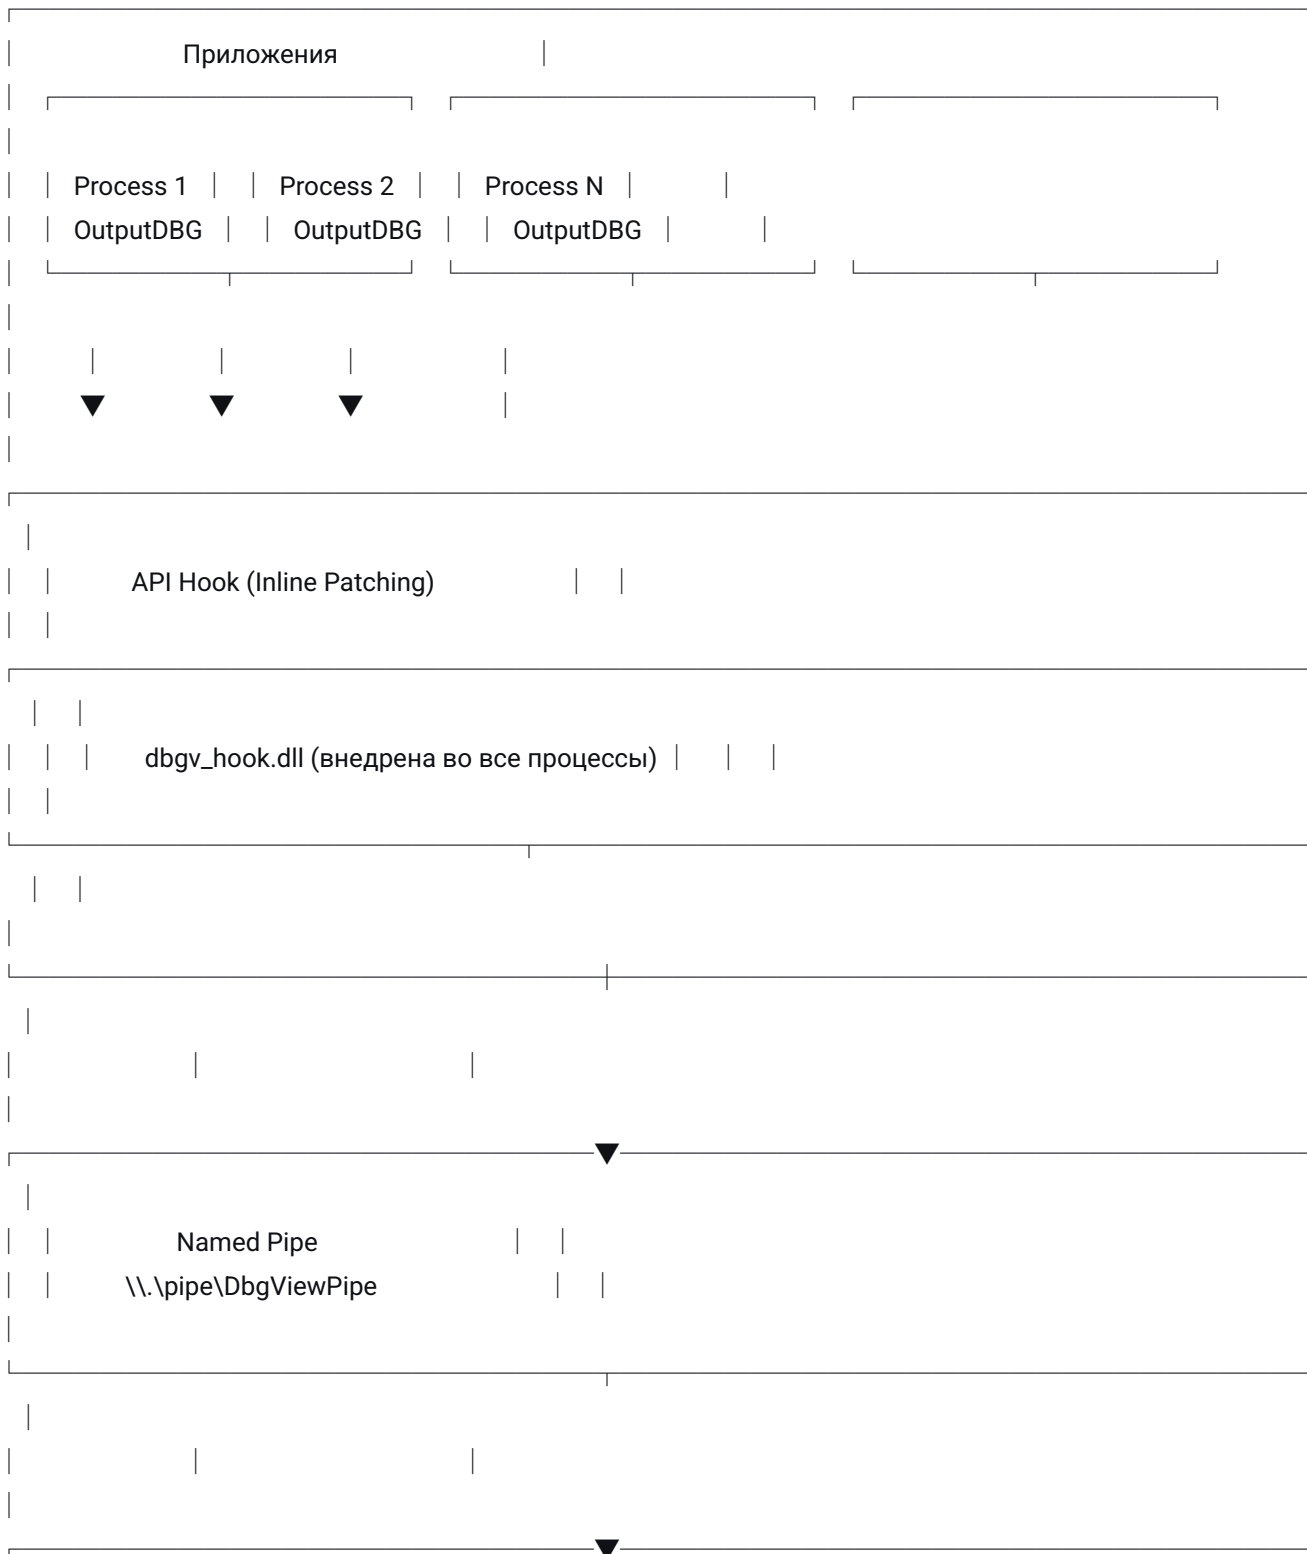 Приложения
Process 1 Process 2 Process N
OutputDBG OutputDBG OutputDBG
API Hook (Inline Patching)
dbgv_hook.dll (внедрена во все процессы)
Named Pipe
\\.\pipe\DbgViewPipe